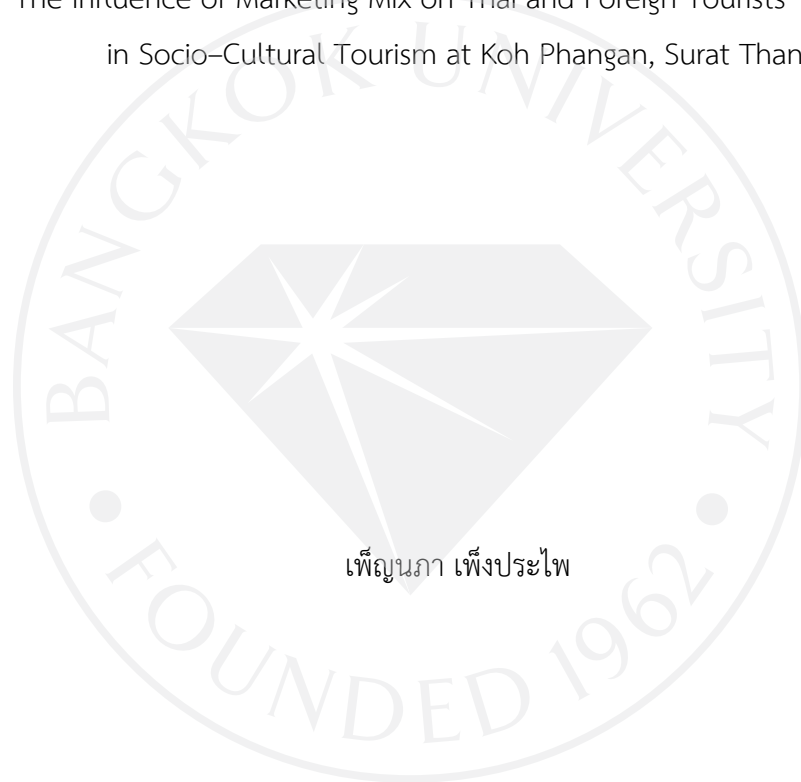 The Influence of Marketing Mix on Thai and Foreign Tourists
in Socio–Cultural Tourism at Koh Phangan, Surat Than
BANGKOK UNIVERSITY
เพ็ญนภา เพ็งประไพ
FOUNDED 1962